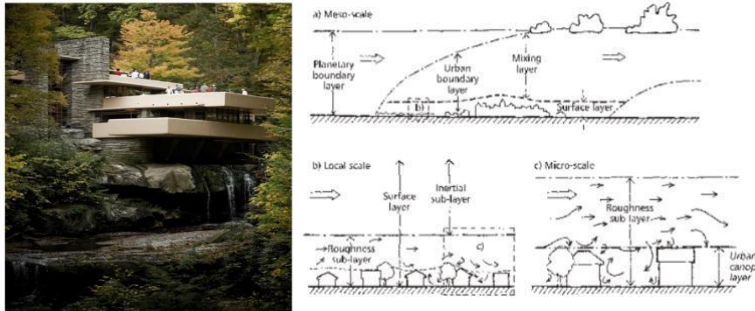 a) Meso-scale
Planetary
boundary
layer
Urban
boundary
layer
Mixing
layer
Surface layer
b)
b) Local scale
Surface
layer
Inertial
sub-layer
Roughness
sub-layer
c)
c) Micro-scale
Roughness
sub layer
Urban
canop
layer